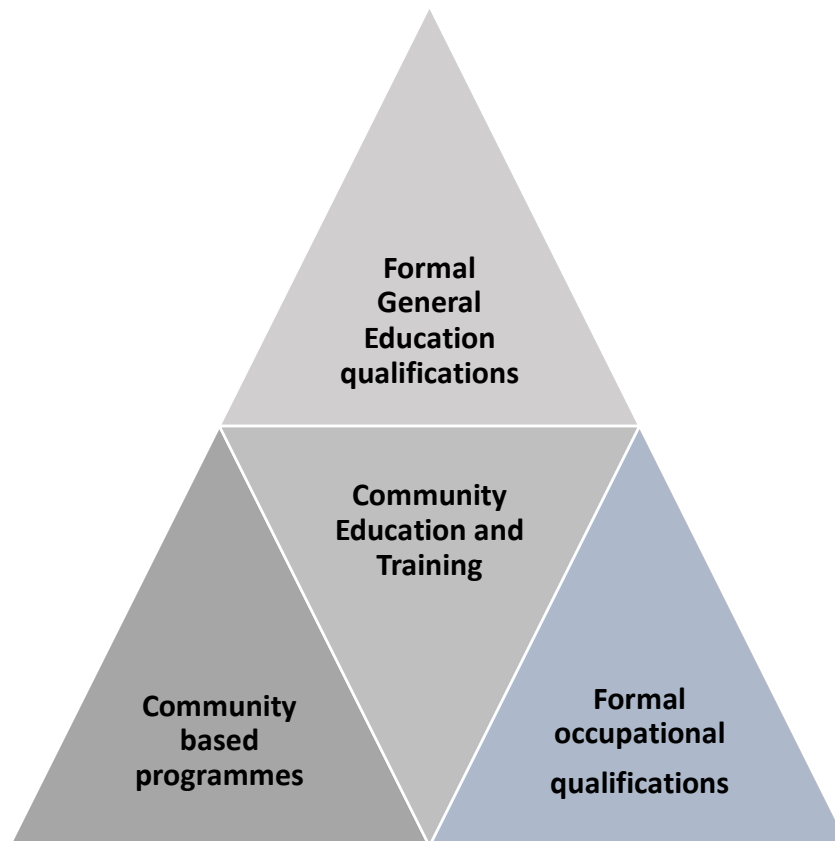 Formal
General
Education
qualifications
Community
Education and
Training
Community
based
programmes
Formal
occupational
qualifications